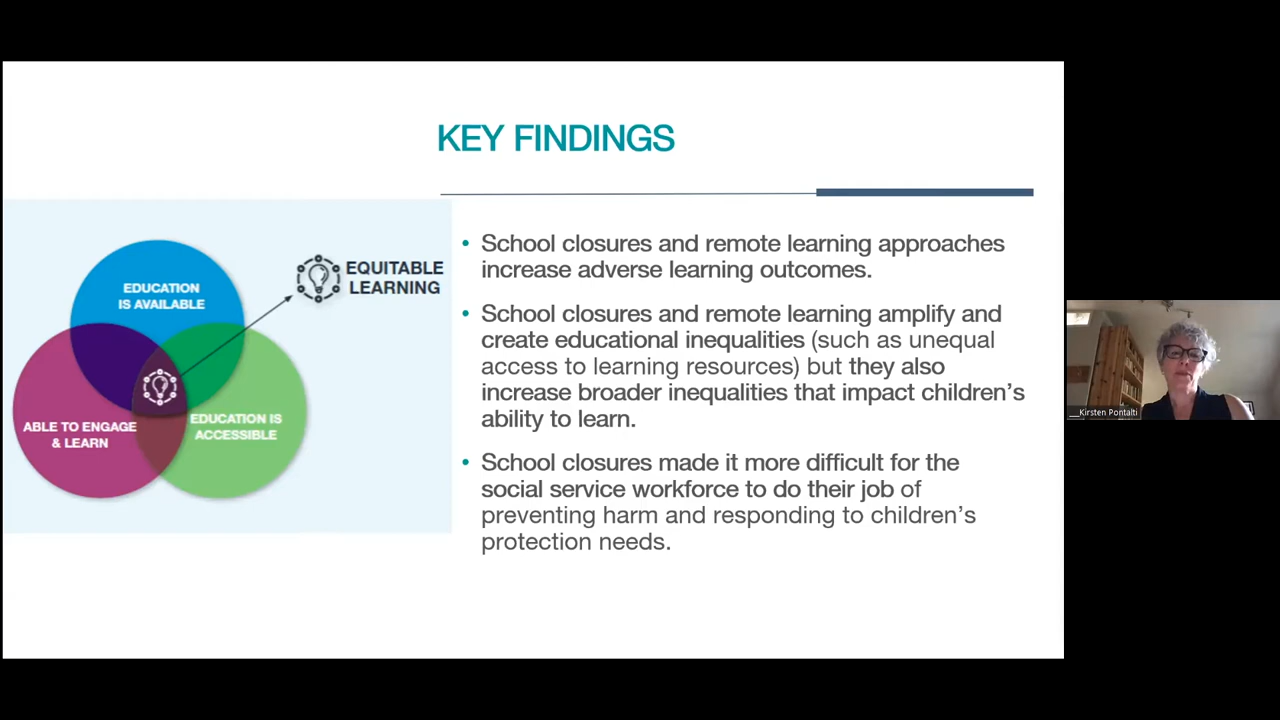 KEY FINDINGS
EDUCATION
IS AVAILABLE
EQUITABLE
LEARNING
ABLE TO ENGAGE
& LEARN
EDUCATION IS
ACCESSIBLE
• School closures and remote learning approaches
increase adverse learning outcomes.
• School closures and remote learning amplify and
create educational inequalities (such as unequal
access to learning resources) but they also
increase broader inequalities that impact children’s
ability to learn.
• School closures made it more difficult for the
social service workforce to do their job of
preventing harm and responding to children’s
protection needs.
__Kirsten Pontalti